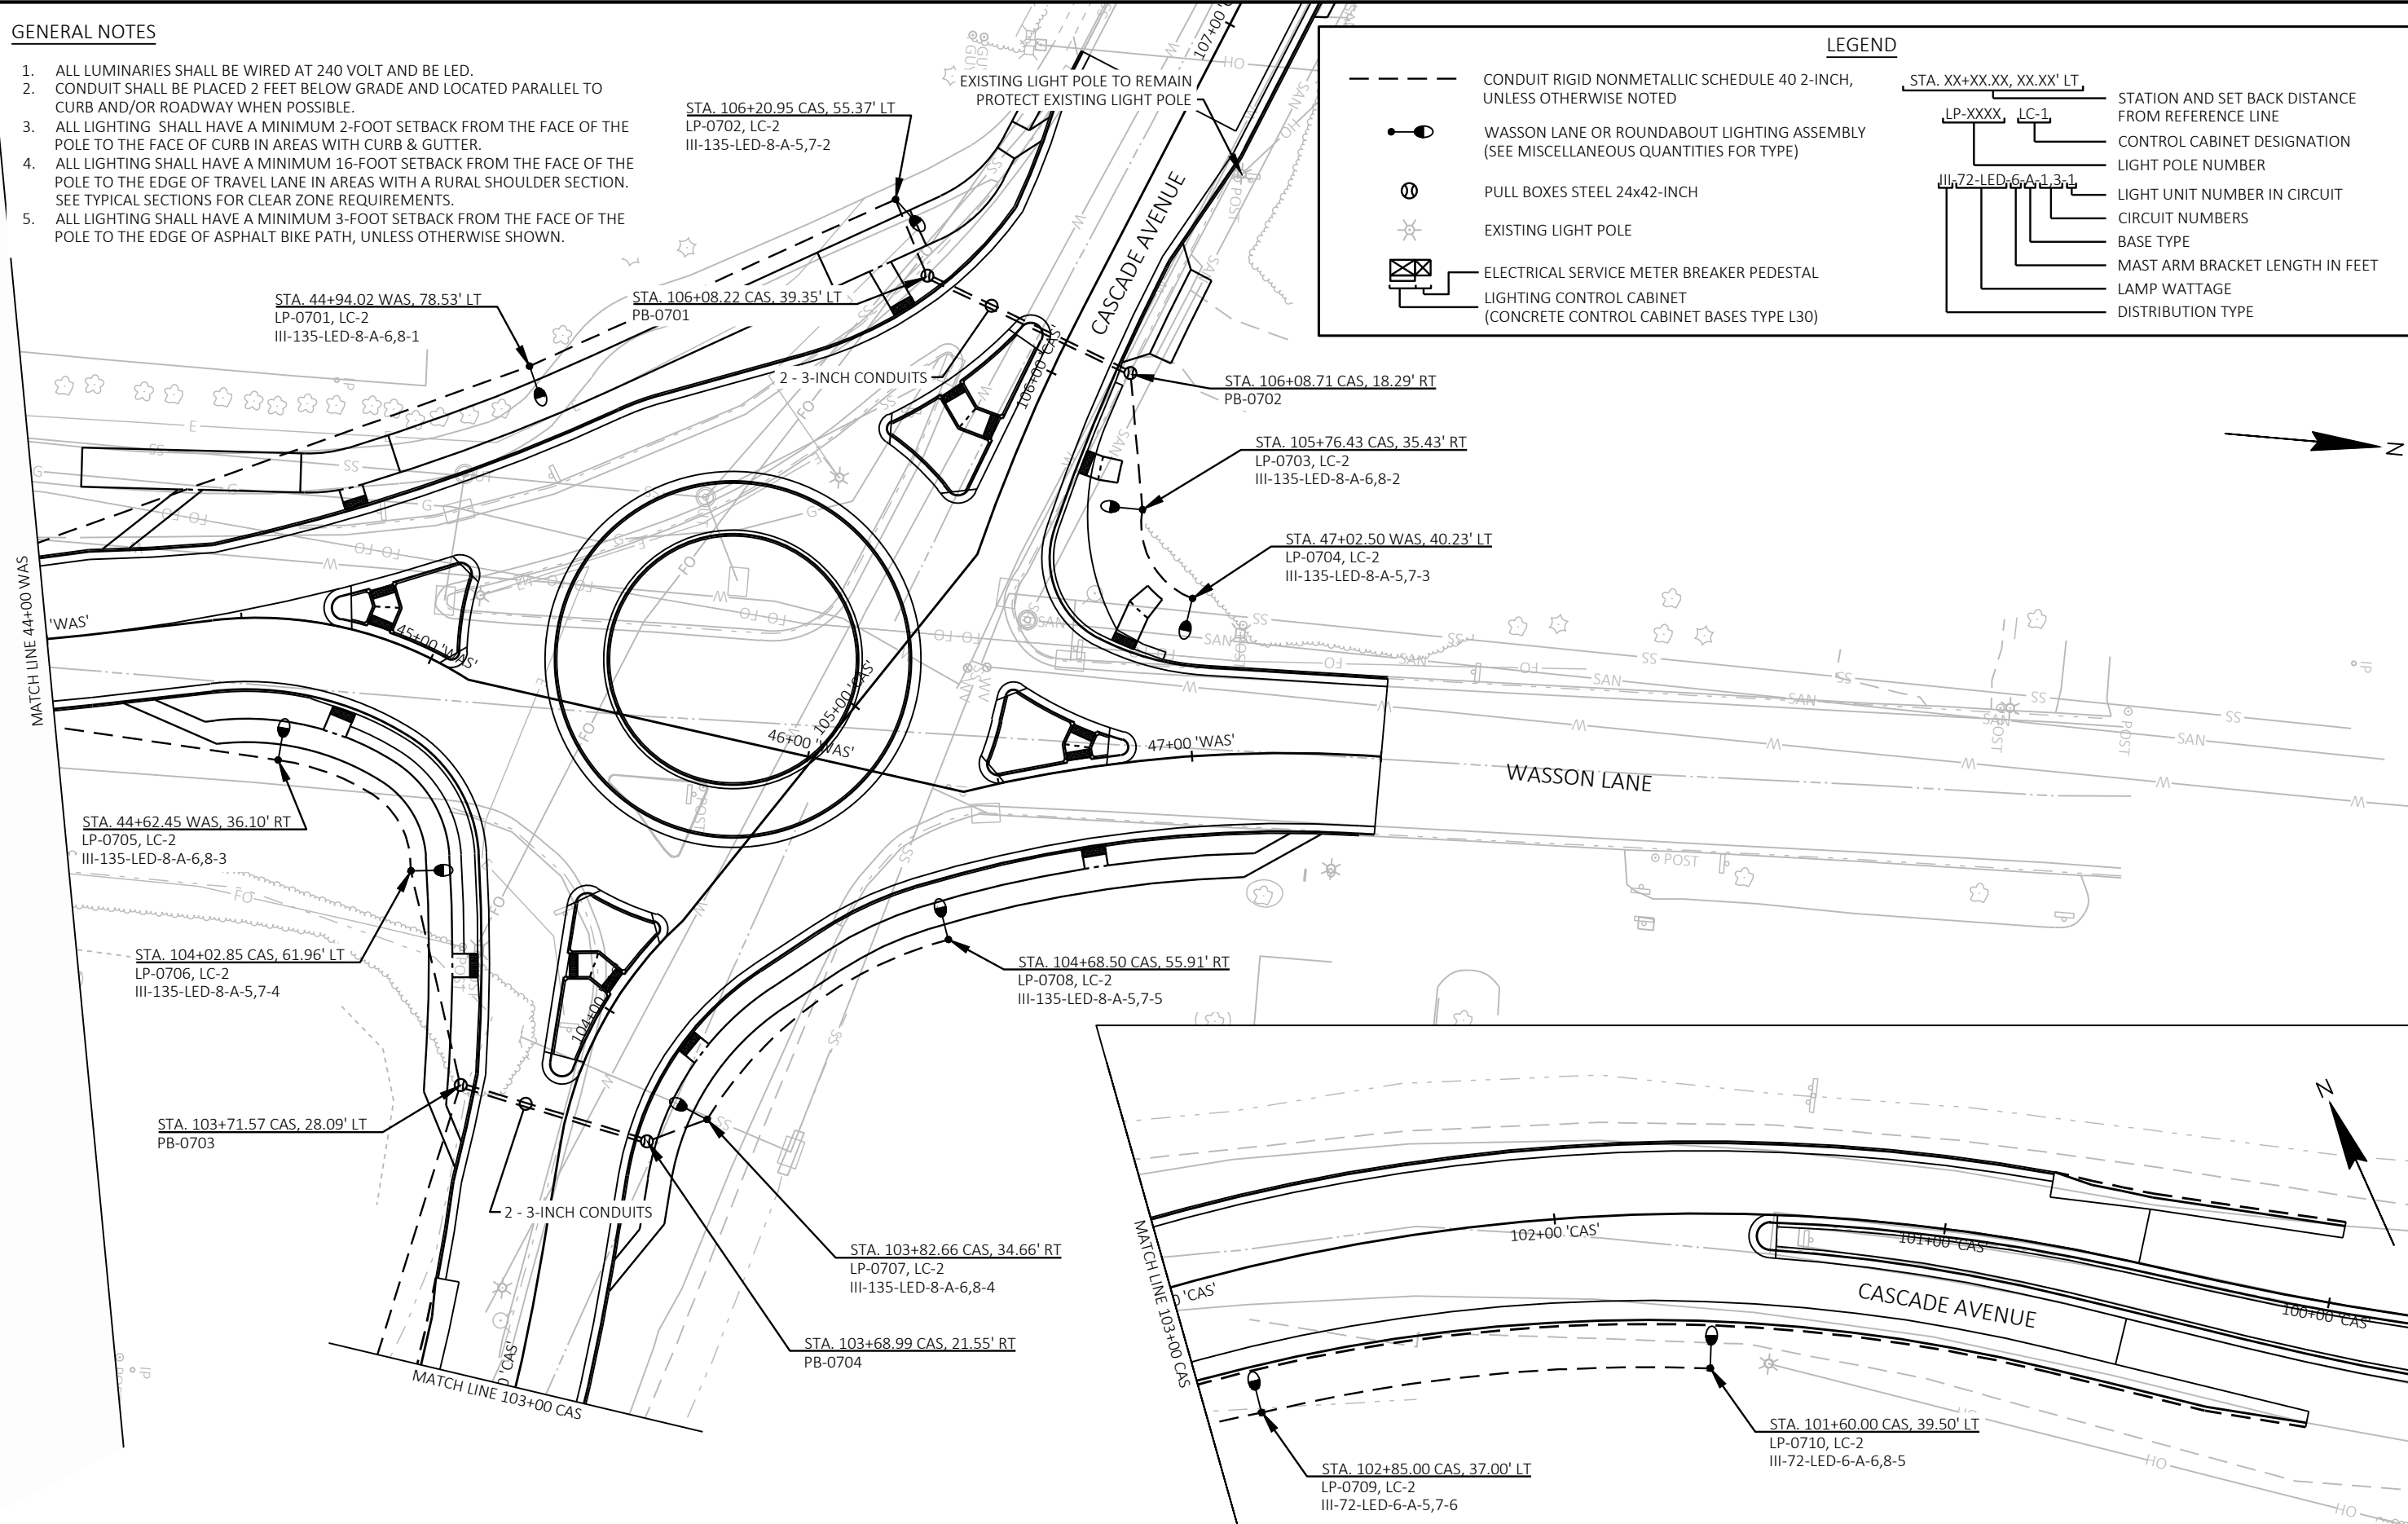 GENERAL NOTES
1. ALL LUMINARIES SHALL BE WIRED AT 240 VOLT AND BE LED.
2. CONDUIT SHALL BE PLACED 2 FEET BELOW GRADE AND LOCATED PARALLEL TO
CURB AND/OR ROADWAY WHEN POSSIBLE.
3. ALL LIGHTING SHALL HAVE A MINIMUM 2-FOOT SETBACK FROM THE FACE OF THE
POLE TO THE FACE OF CURB IN AREAS WITH CURB & GUTTER.
4. ALL LIGHTING SHALL HAVE A MINIMUM 16-FOOT SETBACK FROM THE FACE OF THE
POLE TO THE EDGE OF TRAVEL LANE IN AREAS WITH A RURAL SHOULDER SECTION.
SEE TYPICAL SECTIONS FOR CLEAR ZONE REQUIREMENTS.
5. ALL LIGHTING SHALL HAVE A MINIMUM 3-FOOT SETBACK FROM THE FACE OF THE
POLE TO THE EDGE OF ASPHALT BIKE PATH, UNLESS OTHERWISE SHOWN.
LEGEND
CONDUIT RIGID NONMETALLIC SCHEDULE 40 2-INCH,
UNLESS OTHERWISE NOTED
WASSON LANE OR ROUNDABOUT LIGHTING ASSEMBLY
(SEE MISCELLANEOUS QUANTITIES FOR TYPE)
PULL BOXES STEEL 24x42-INCH
EXISTING LIGHT POLE
ELECTRICAL SERVICE METER BREAKER PEDESTAL
LIGHTING CONTROL CABINET
(CONCRETE CONTROL CABINET BASES TYPE L30)
STA. XX+XX.XX, XX.XX' LT
STATION AND SET BACK DISTANCE
FROM REFERENCE LINE
LP-XXXX, LC-1
CONTROL CABINET DESIGNATION
LIGHT POLE NUMBER
III-72-LED-6-A-1,3-1
LIGHT UNIT NUMBER IN CIRCUIT
CIRCUIT NUMBERS
BASE TYPE
MAST ARM BRACKET LENGTH IN FEET
LAMP WATTAGE
DISTRIBUTION TYPE
EXISTING LIGHT POLE TO REMAIN
PROTECT EXISTING LIGHT POLE
STA. 106+20.95 CAS, 55.37' LT
LP-0702, LC-2
III-135-LED-8-A-5,7-2
STA. 44+94.02 WAS, 78.53' LT
LP-0701, LC-2
III-135-LED-8-A-6,8-1
STA. 106+08.22 CAS, 39.35' LT
PB-0701
2 - 3-INCH CONDUITS
CASCADE AVENUE
106+00 'CAS'
STA. 106+08.71 CAS, 18.29' RT
PB-0702
STA. 105+76.43 CAS, 35.43' RT
LP-0703, LC-2
III-135-LED-8-A-6,8-2
STA. 47+02.50 WAS, 40.23' LT
LP-0704, LC-2
III-135-LED-8-A-5,7-3
N
MATCH LINE 44+00 WAS
'WAS'
45+00 'WAS'
105+00 'CAS'
46+00 'WAS'
47+00 'WAS'
WASSON LANE
STA. 44+62.45 WAS, 36.10' RT
LP-0705, LC-2
III-135-LED-8-A-6,8-3
STA. 104+02.85 CAS, 61.96' LT
LP-0706, LC-2
III-135-LED-8-A-5,7-4
STA. 104+68.50 CAS, 55.91' RT
LP-0708, LC-2
III-135-LED-8-A-5,7-5
104+00
STA. 103+71.57 CAS, 28.09' LT
PB-0703
2 - 3-INCH CONDUITS
STA. 103+82.66 CAS, 34.66' RT
LP-0707, LC-2
III-135-LED-8-A-6,8-4
STA. 103+68.99 CAS, 21.55' RT
PB-0704
MATCH LINE 103+00 CAS
MATCH LINE 103+00 CAS
102+00 'CAS'
101+00 'CAS'
100+00 'CAS'
CASCADE AVENUE
N
STA. 101+60.00 CAS, 39.50' LT
LP-0710, LC-2
III-72-LED-6-A-6,8-5
STA. 102+85.00 CAS, 37.00' LT
LP-0709, LC-2
III-72-LED-6-A-5,7-6